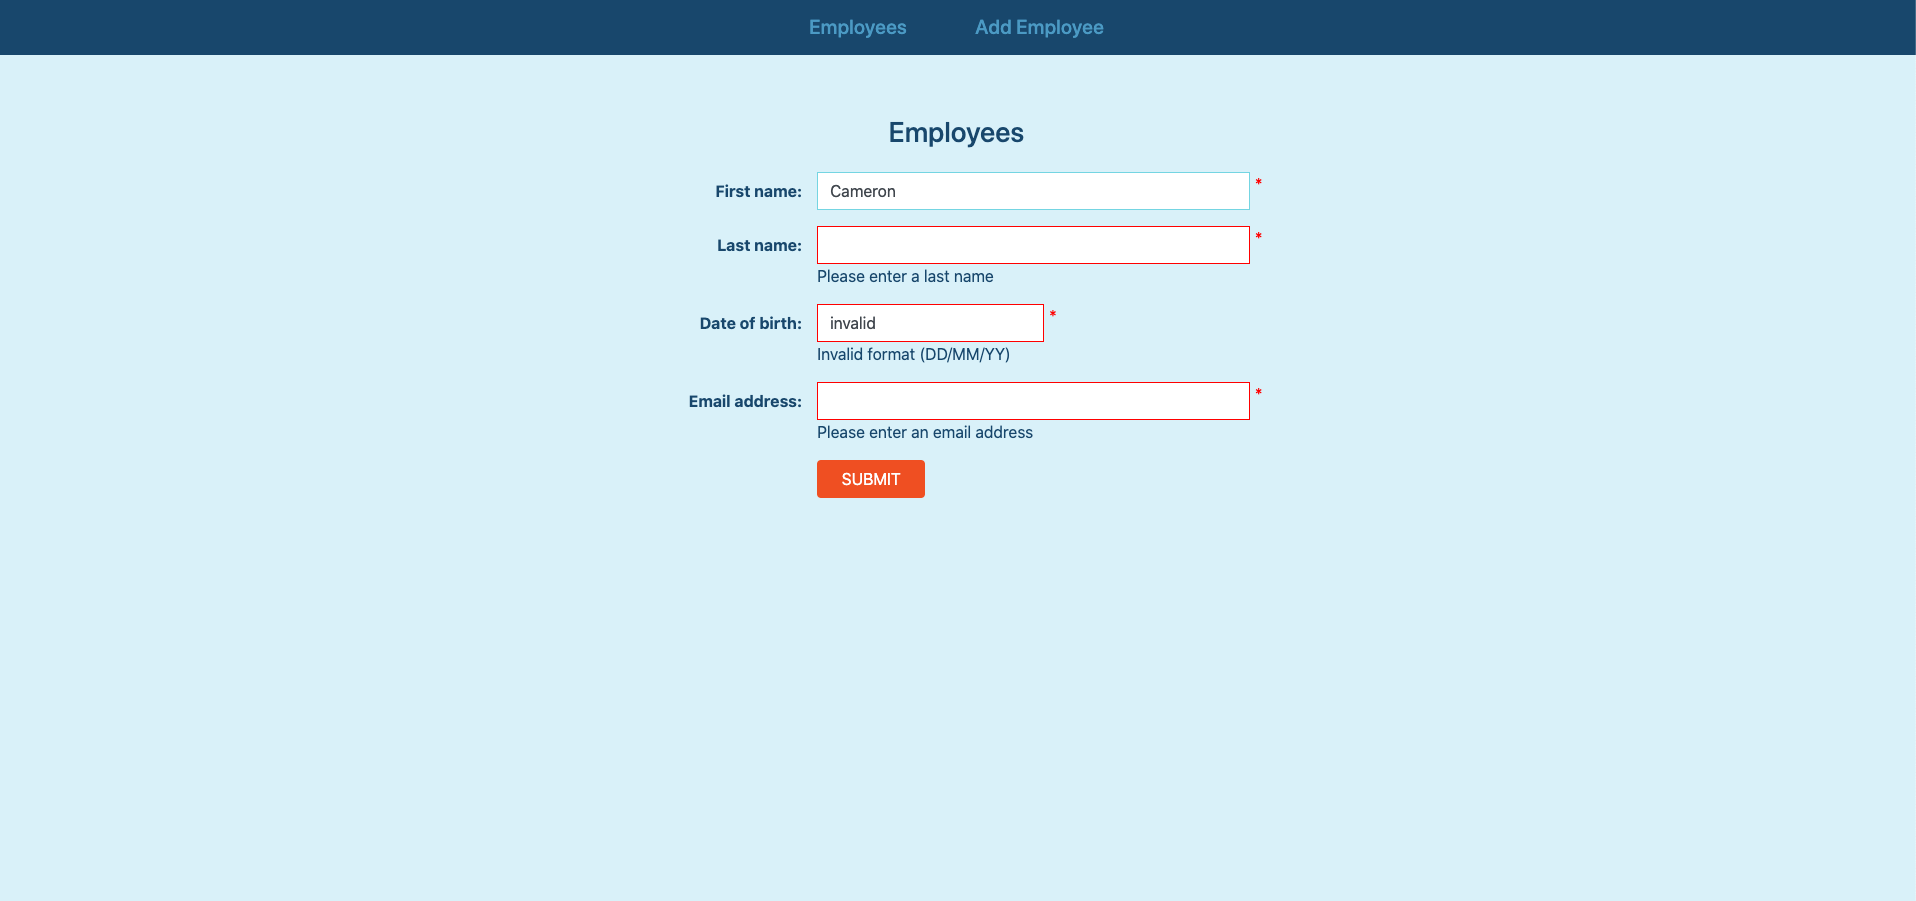 Employees Add Employee
Employees
First name: Cameron *
Last name: *
Please enter a last name
Date of birth: invalid *
Invalid format (DD/MM/YY)
Email address: *
Please enter an email address
SUBMIT